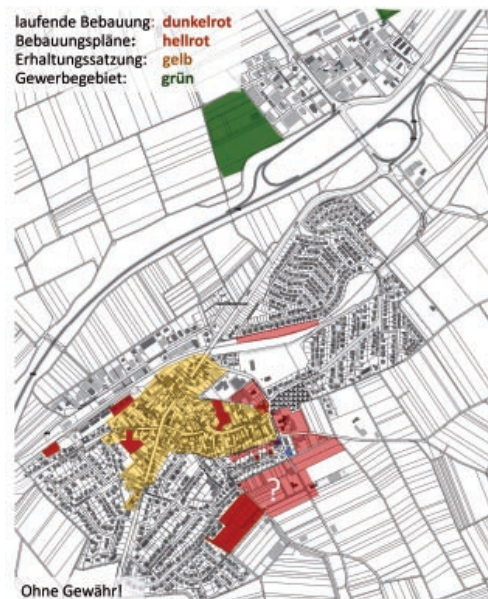 laufende Bebauung: dunkelrot
Bebauungspläne: hellrot
Erhaltungssatzung: gelb
Gewerbegebiet: grün
?
Ohne Gewähr!